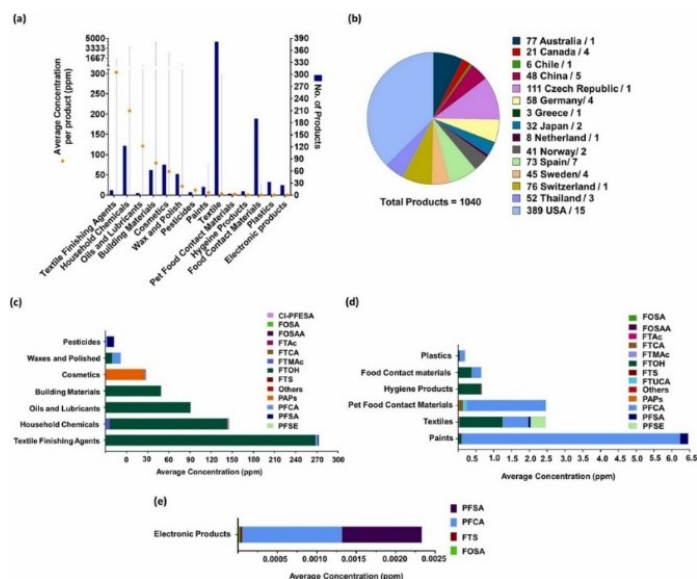 (a)
5000
3333
1667
300
250
200
150
100
50
0
Average Concentration
per product (ppm)
390
360
330
300
270
240
210
180
150
120
90
60
30
0
No. of Products
Textile Finishing Agents
Household Chemicals
Oils and Lubricants
Building Materials
Cosmetics
Wax and Polish
Pesticides
Paints
Textile
Pet Food Contact Materials
Hygeine Products
Food Contact Materials
Plastics
Electronic products
(b)
77 Australia / 1
21 Canada / 4
6 Chile / 1
48 China / 5
111 Czech Republic / 1
58 Germany/ 4
3 Greece / 1
32 Japan / 2
8 Netherland / 1
41 Norway/ 2
73 Spain/ 7
45 Sweden/ 4
76 Switzerland / 1
52 Thailand / 3
389 USA / 15
Total Products = 1040
(c)
Pesticides
Waxes and Polished
Cosmetics
Building Materials
Oils and Lubricants
Household Chemicals
Textile Finishing Agents
0 30 60 90 120 150 180 210 240 270 300
Average Concentration (ppm)
Cl-PFESA
FOSA
FOSAA
FTAc
FTCA
FTMAc
FTOH
FTS
Others
PAPs
PFCA
PFSA
PFSE
(d)
Plastics
Food Contact materials
Hygiene Products
Pet Food Contact Materials
Textiles
Paints
0.5 1.0 1.5 2.0 2.5 3.0 3.5 4.0 4.5 5.0 5.5 6.0 6.5
Average Concentration (ppm)
FOSA
FOSAA
FTAc
FTCA
FTMAc
FTOH
FTS
FTUCA
Others
PAPs
PFCA
PFSA
PFSE
(e)
Electronic Products
0.0005 0.0010 0.0015 0.0020 0.0025
Average Concentration (ppm)
PFSA
PFCA
FTS
FOSA